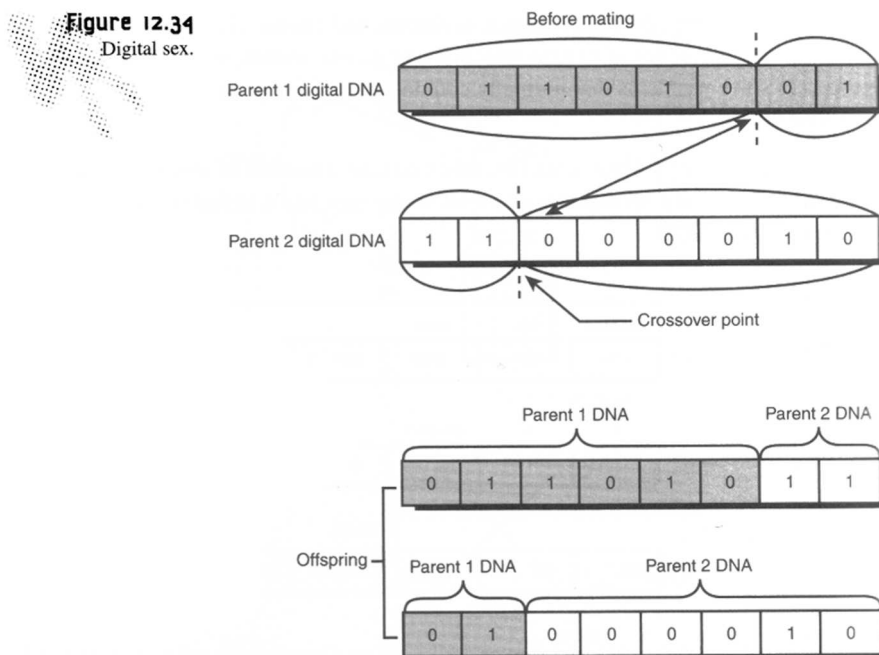 Figure 12.34
Digital sex.
Before mating
Parent 1 digital DNA 0 1 1 0 1 0 0 1
Parent 2 digital DNA 1 1 0 0 0 0 1 0
Crossover point
Parent 1 DNA Parent 2 DNA
0 1 1 0 1 0 1 1
Offspring
Parent 1 DNA Parent 2 DNA
0 1 0 0 0 0 1 0